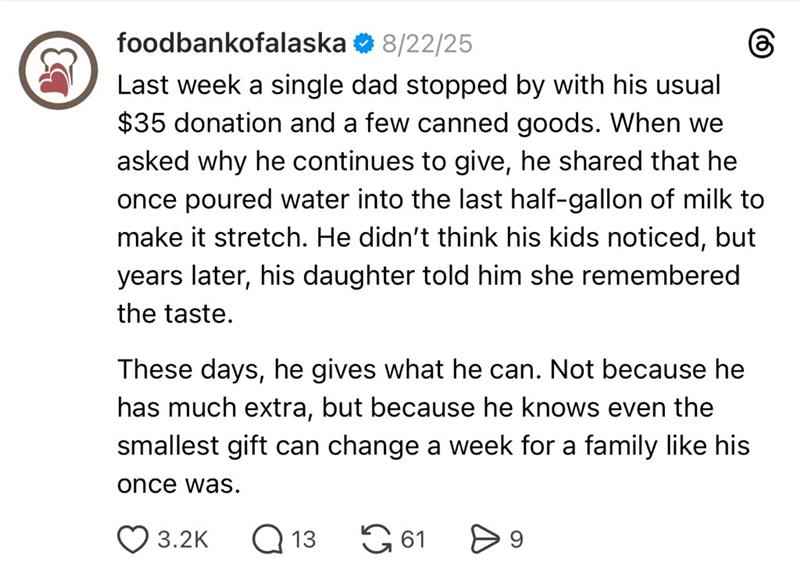 foodbankofalaska 8/22/25
Last week a single dad stopped by with his usual
$35 donation and a few canned goods. When we
asked why he continues to give, he shared that he
once poured water into the last half-gallon of milk to
make it stretch. He didn’t think his kids noticed, but
years later, his daughter told him she remembered
the taste.
These days, he gives what he can. Not because he
has much extra, but because he knows even the
smallest gift can change a week for a family like his
once was.
3.2K 13 61 9